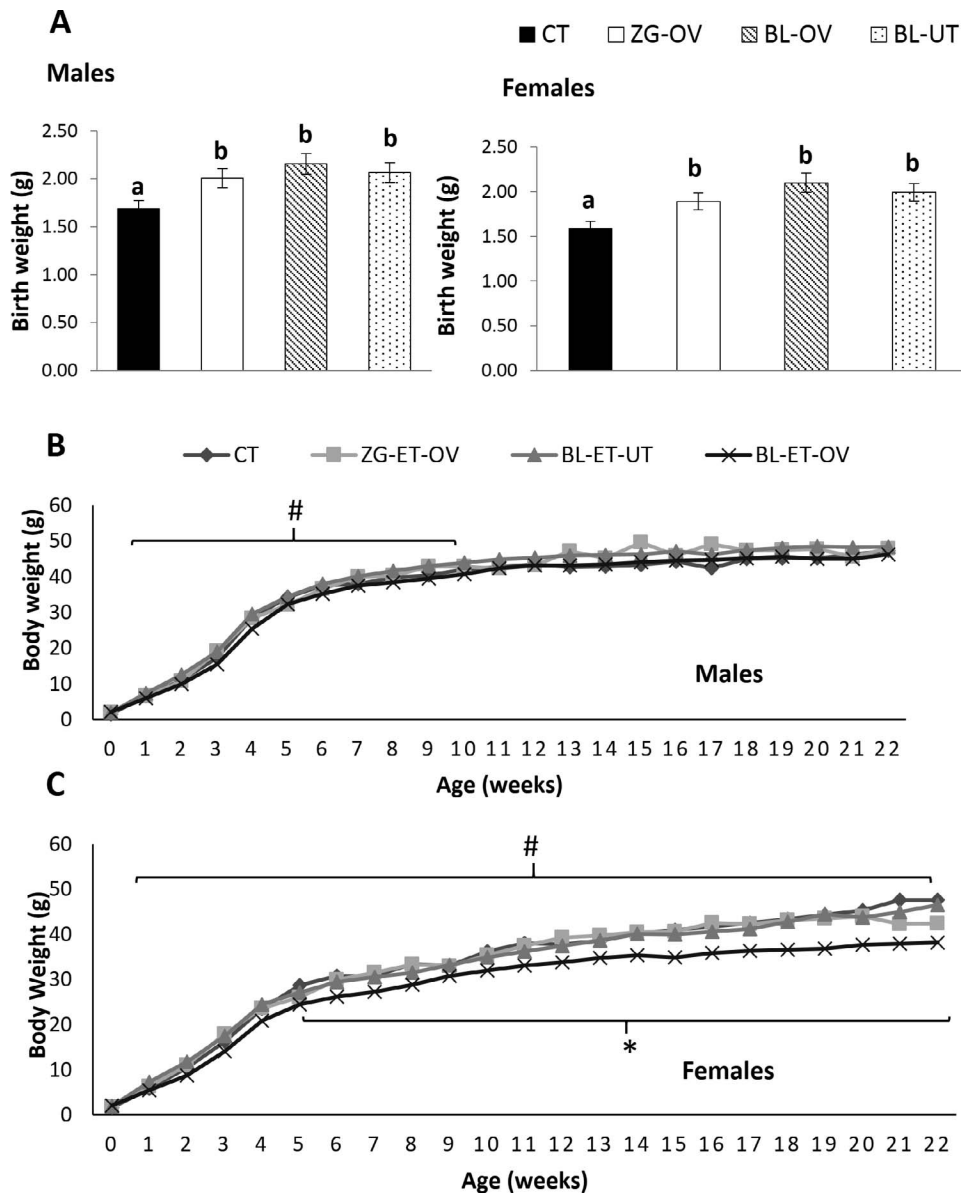 A
CT ZG-OV BL-OV BL-UT
Males
Females
Birth weight (g)
2.50
2.00
1.50
1.00
0.50
0.00
a b b b
Birth weight (g)
2.50
2.00
1.50
1.00
0.50
0.00
a b b b
B
CT ZG-ET-OV BL-ET-UT BL-ET-OV
Body weight (g)
60
50
40
30
20
10
0
#
Males
0 1 2 3 4 5 6 7 8 9 10 11 12 13 14 15 16 17 18 19 20 21 22
Age (weeks)
C
Body Weight (g)
60
50
40
30
20
10
0
#
*
Females
0 1 2 3 4 5 6 7 8 9 10 11 12 13 14 15 16 17 18 19 20 21 22
Age (weeks)